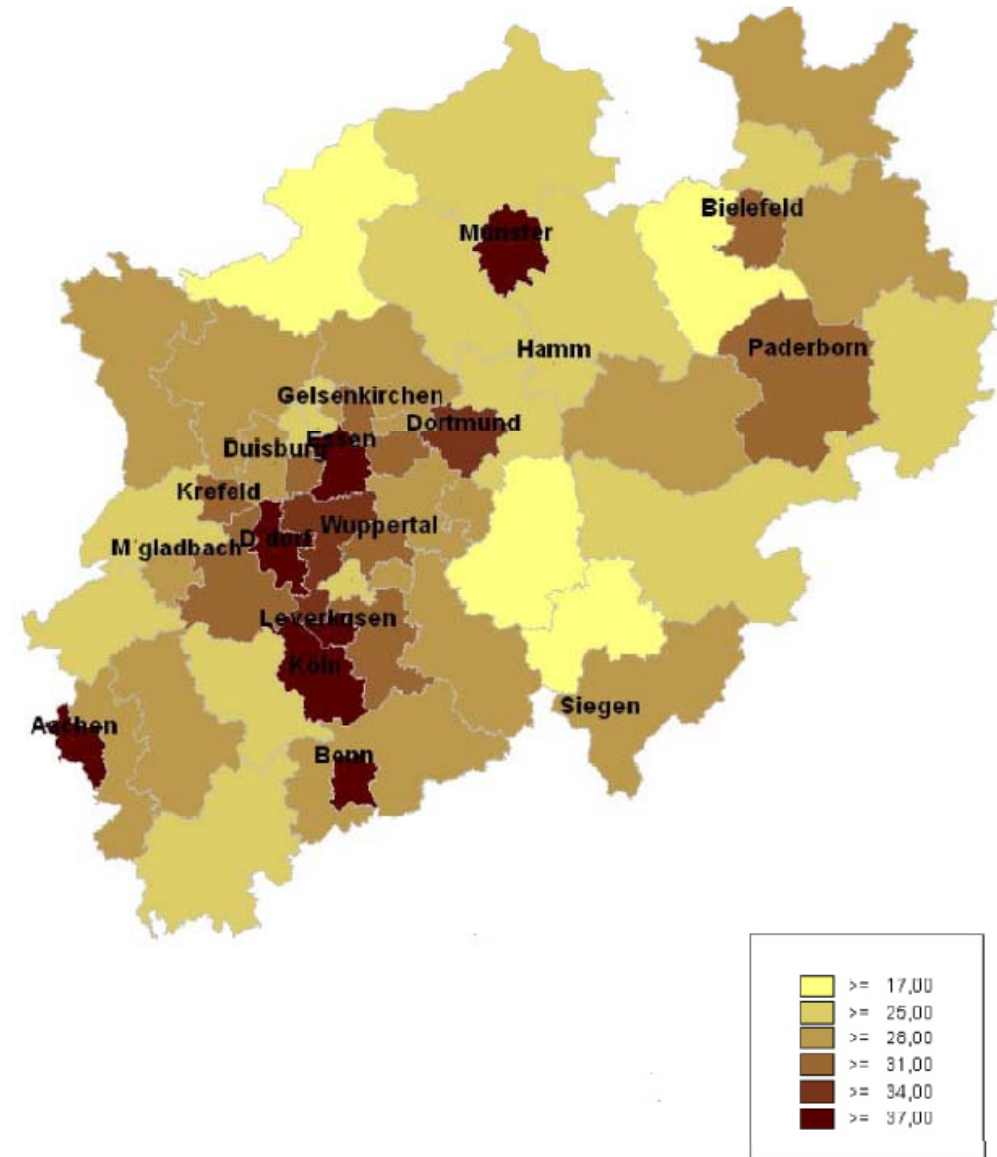 Bielefeld
Münster
Hamm
Paderborn
Gelsenkirchen
Dortmund
Essen
Duisburg
Krefeld
Wuppertal
D´dorf
M´gladbach
Leverkusen
Köln
Siegen
Aachen
Bonn
>= 17,00
>= 25,00
>= 28,00
>= 31,00
>= 34,00
>= 37,00